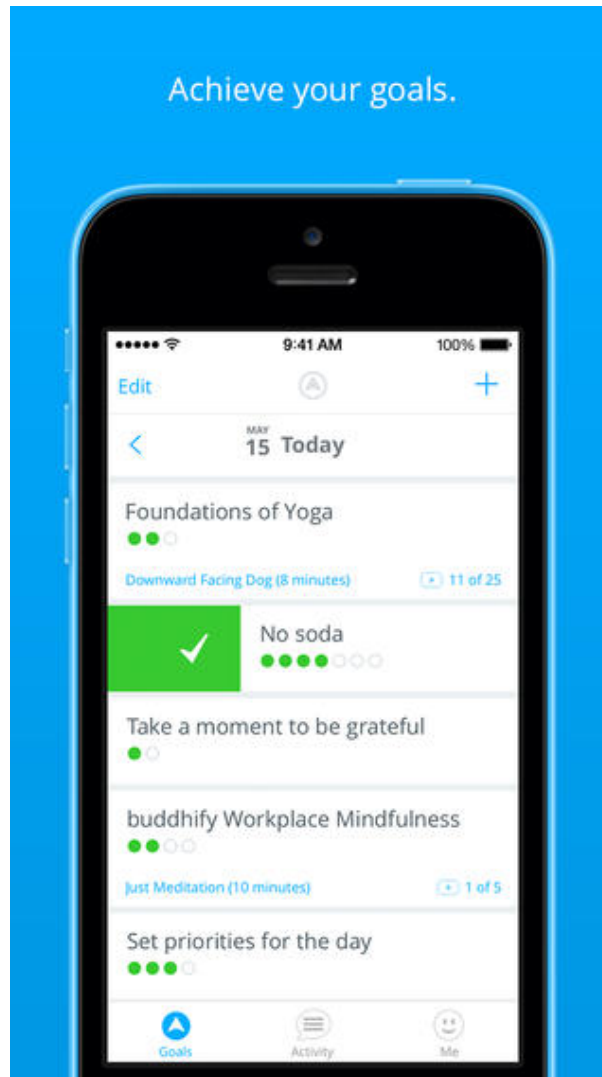 Achieve your goals.
9:41 AM 100%
Edit
MAY
15 Today
Foundations of Yoga
Downward Facing Dog (8 minutes) 11 of 25
No soda
Take a moment to be grateful
buddhify Workplace Mindfulness
Just Meditation (10 minutes) 1 of 5
Set priorities for the day
Goals Activity Me